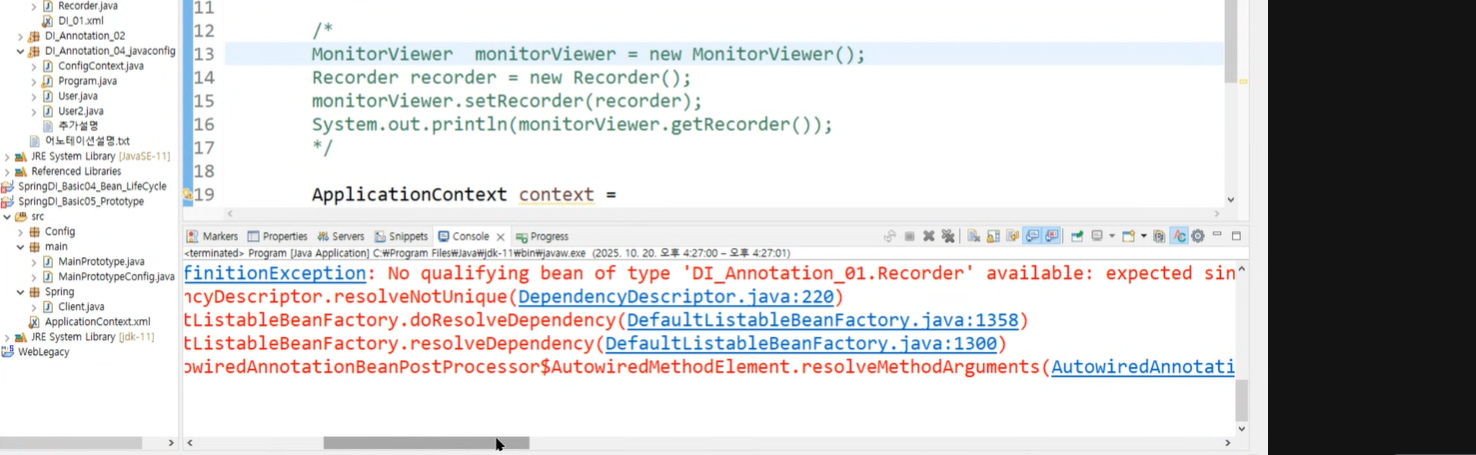 Recorder.java
DI_01.xml
DI_Annotation_02
DI_Annotation_04_javaconfig
ConfigContext.java
Program.java
User.java
User2.java
추가설명
어노테이션설명.txt
JRE System Library [JavaSE-11]
Referenced Libraries
SpringDI_Basic04_Bean_LifeCycle
SpringDI_Basic05_Prototype
src
Config
main
MainPrototype.java
MainPrototypeConfig.java
Spring
Client.java
ApplicationContext.xml
JRE System Library [jdk-11]
WebLegacy
11
12 /*
13 MonitorViewer  monitorViewer = new MonitorViewer();
14 Recorder recorder = new Recorder();
15 monitorViewer.setRecorder(recorder);
16 System.out.println(monitorViewer.getRecorder());
17 */
18
19 ApplicationContext context =
Markers Properties Servers Snippets Console Progress
<terminated> Program [Java Application] C:₩Program Files₩Java₩jdk-11₩bin₩javaw.exe (2025. 10. 20. 오후 4:27:00 – 오후 4:27:01)
finitionException: No qualifying bean of type 'DI_Annotation_01.Recorder' available: expected sin
ncyDescriptor.resolveNotUnique(DependencyDescriptor.java:220)
tListableBeanFactory.doResolveDependency(DefaultListableBeanFactory.java:1358)
tListableBeanFactory.resolveDependency(DefaultListableBeanFactory.java:1300)
owiredAnnotationBeanPostProcessor$AutowiredMethodElement.resolveMethodArguments(AutowiredAnnotati